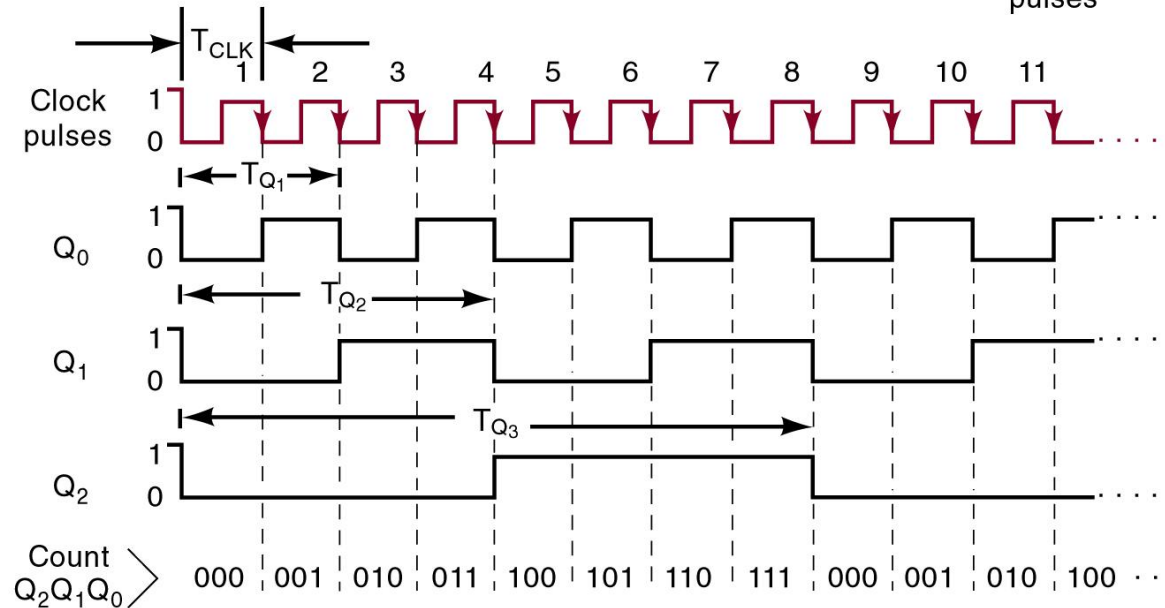 pulses
T_CLK
1 2 3 4 5 6 7 8 9 10 11
Clock pulses
1
0
. . . .
T_Q1
Q0
1
0
. . . .
T_Q2
Q1
1
0
. . . .
T_Q3
Q2
1
0
. . . .
Count
Q2Q1Q0
000 001 010 011 100 101 110 111 000 001 010 100 . .